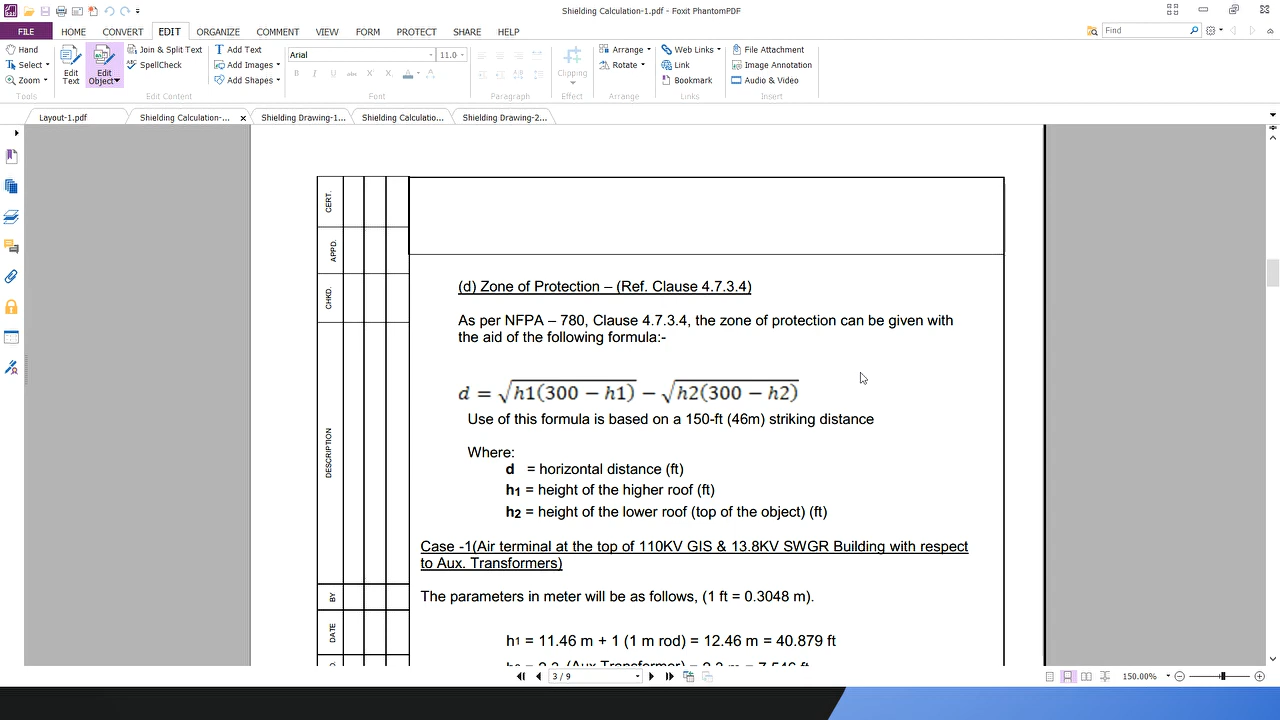 Shielding Calculation-1.pdf - Foxit PhantomPDF
FILE HOME CONVERT EDIT ORGANIZE COMMENT VIEW FORM PROTECT SHARE HELP Find
Hand
Select
Zoom
Tools
Edit Text
Edit Object
Join & Split Text
SpellCheck
Edit Content
Add Text
Add Images
Add Shapes
Arial 11.0
B I U abc X X A
Font
Paragraph
Clipping
Effect
Arrange
Rotate
Arrange
Web Links
Link
Bookmark
Links
File Attachment
Image Annotation
Audio & Video
Insert
Layout-1.pdf Shielding Calculation-... x Shielding Drawing-1... Shielding Calculatio... Shielding Drawing-2...
CERT.
APPD.
CHKD.
DESCRIPTION
BY
DATE
(d) Zone of Protection – (Ref. Clause 4.7.3.4)
As per NFPA – 780, Clause 4.7.3.4, the zone of protection can be given with
the aid of the following formula:-
d = √h1(300 − h1) − √h2(300 − h2)
Use of this formula is based on a 150-ft (46m) striking distance
Where:
d = horizontal distance (ft)
h1 = height of the higher roof (ft)
h2 = height of the lower roof (top of the object) (ft)
Case -1(Air terminal at the top of 110KV GIS & 13.8KV SWGR Building with respect
to Aux. Transformers)
The parameters in meter will be as follows, (1 ft = 0.3048 m).
h1 = 11.46 m + 1 (1 m rod) = 12.46 m = 40.879 ft
3 / 9 150.00%